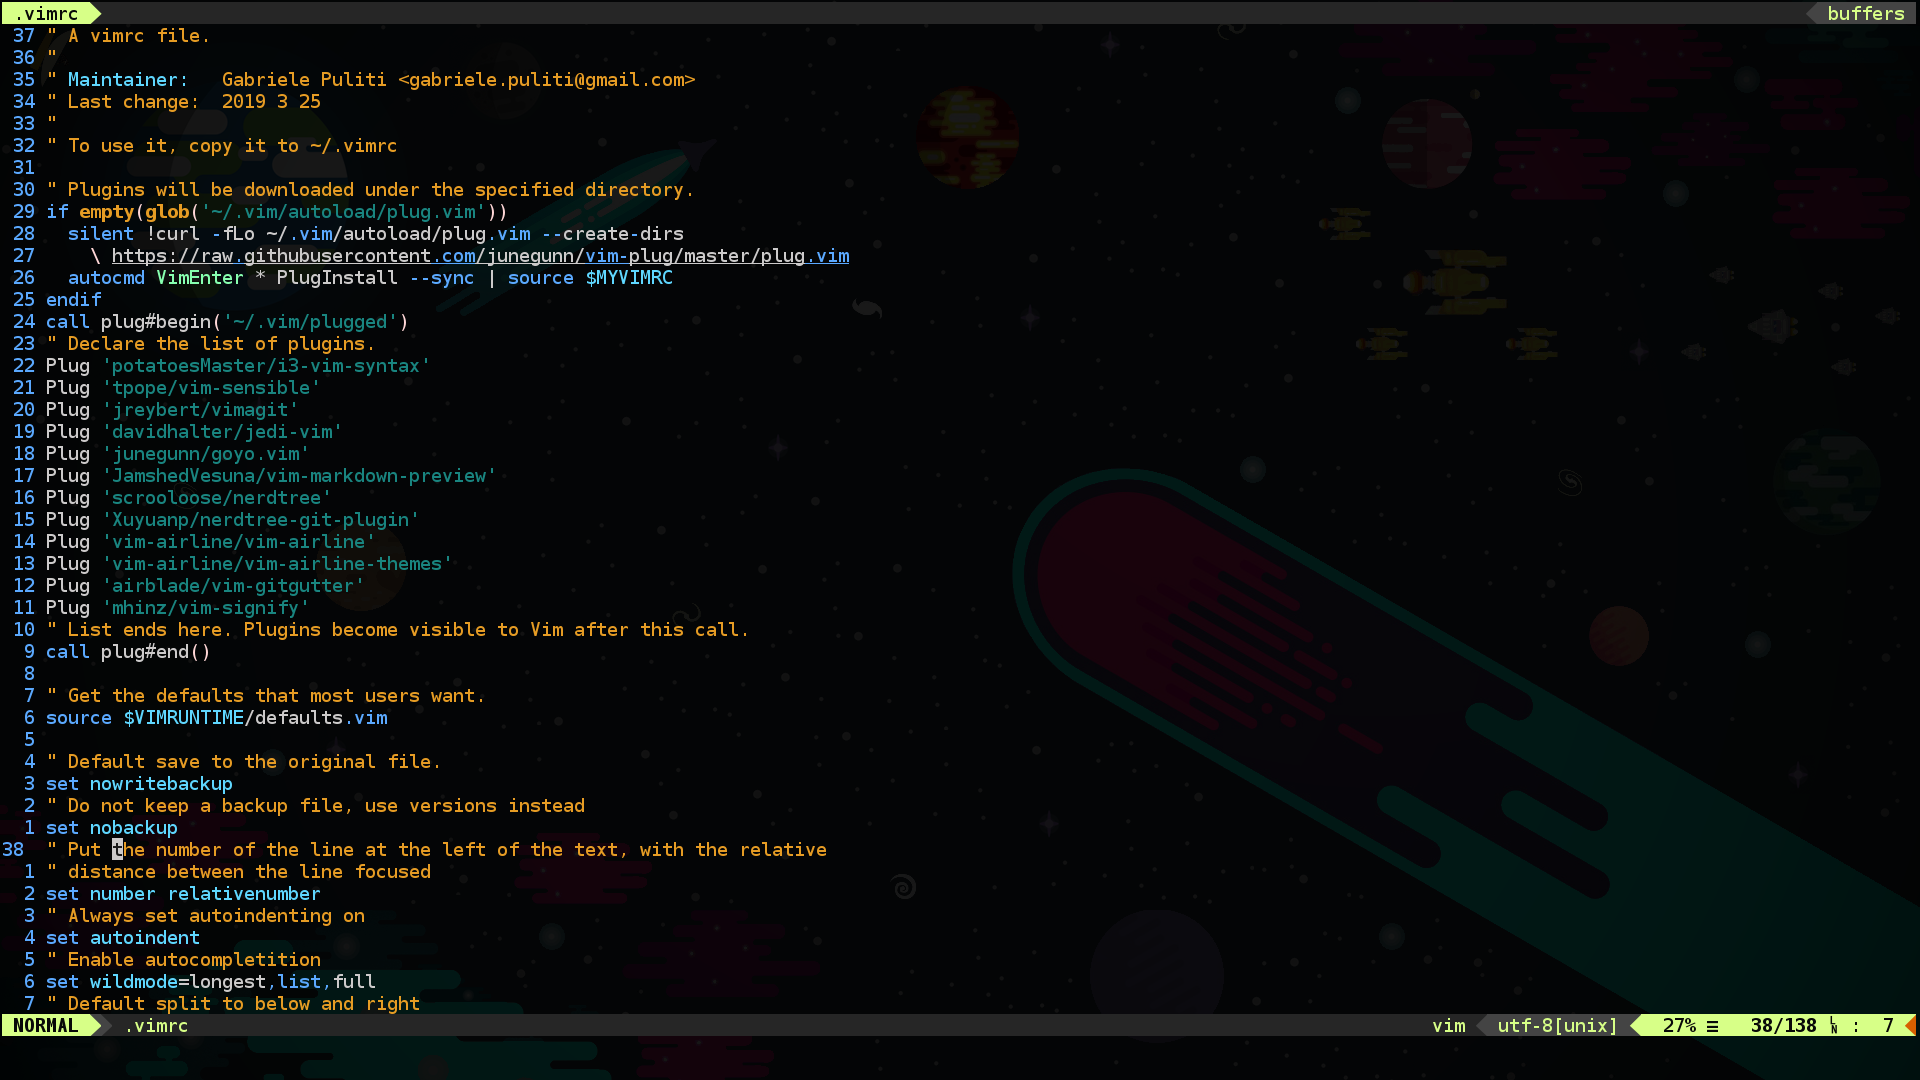 .vimrc buffers
37 " A vimrc file.
36 "
35 " Maintainer:   Gabriele Puliti <gabriele.puliti@gmail.com>
34 " Last change:  2019 3 25
33 "
32 " To use it, copy it to ~/.vimrc
31
30 " Plugins will be downloaded under the specified directory.
29 if empty(glob('~/.vim/autoload/plug.vim'))
28   silent !curl -fLo ~/.vim/autoload/plug.vim --create-dirs
27     \ https://raw.githubusercontent.com/junegunn/vim-plug/master/plug.vim
26   autocmd VimEnter * PlugInstall --sync | source $MYVIMRC
25 endif
24 call plug#begin('~/.vim/plugged')
23 " Declare the list of plugins.
22 Plug 'potatoesMaster/i3-vim-syntax'
21 Plug 'tpope/vim-sensible'
20 Plug 'jreybert/vimagit'
19 Plug 'davidhalter/jedi-vim'
18 Plug 'junegunn/goyo.vim'
17 Plug 'JamshedVesuna/vim-markdown-preview'
16 Plug 'scrooloose/nerdtree'
15 Plug 'Xuyuanp/nerdtree-git-plugin'
14 Plug 'vim-airline/vim-airline'
13 Plug 'vim-airline/vim-airline-themes'
12 Plug 'airblade/vim-gitgutter'
11 Plug 'mhinz/vim-signify'
10 " List ends here. Plugins become visible to Vim after this call.
9 call plug#end()
8
7 " Get the defaults that most users want.
6 source $VIMRUNTIME/defaults.vim
5
4 " Default save to the original file.
3 set nowritebackup
2 " Do not keep a backup file, use versions instead
1 set nobackup
38 " Put the number of the line at the left of the text, with the relative
1 " distance between the line focused
2 set number relativenumber
3 " Always set autoindenting on
4 set autoindent
5 " Enable autocompletition
6 set wildmode=longest,list,full
7 " Default split to below and right
NORMAL .vimrc vim utf-8[unix] 27% ☰ 38/138 ㏑ : 7